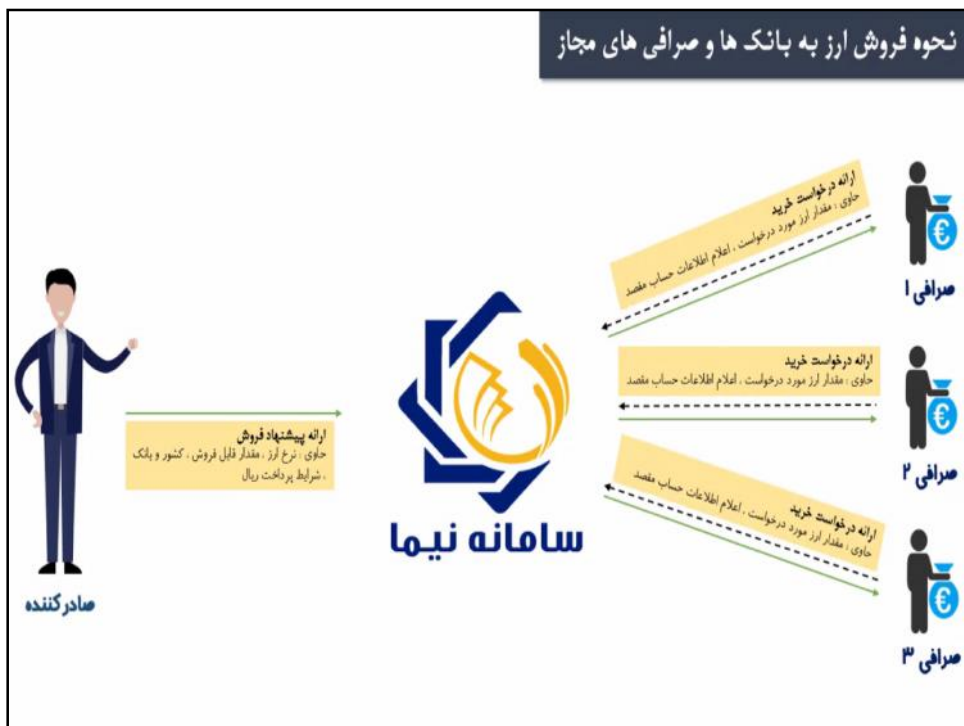 نحوه فروش ارز به بانک ها و صرافی های مجاز
ارائه درخواست خرید
حاوی : مقدار ارز مورد درخواست ، اعلام اطلاعات حساب مقصد
صرافی ۱
ارائه درخواست خرید
حاوی : مقدار ارز مورد درخواست ، اعلام اطلاعات حساب مقصد
صرافی ۲
ارائه درخواست خرید
حاوی : مقدار ارز مورد درخواست ، اعلام اطلاعات حساب مقصد
صرافی ۳
سامانه نیما
ارائه پیشنهاد فروش
حاوی : نرخ ارز ، مقدار قابل فروش ، کشور و بانک
، شرایط پرداخت ریال
صادرکننده